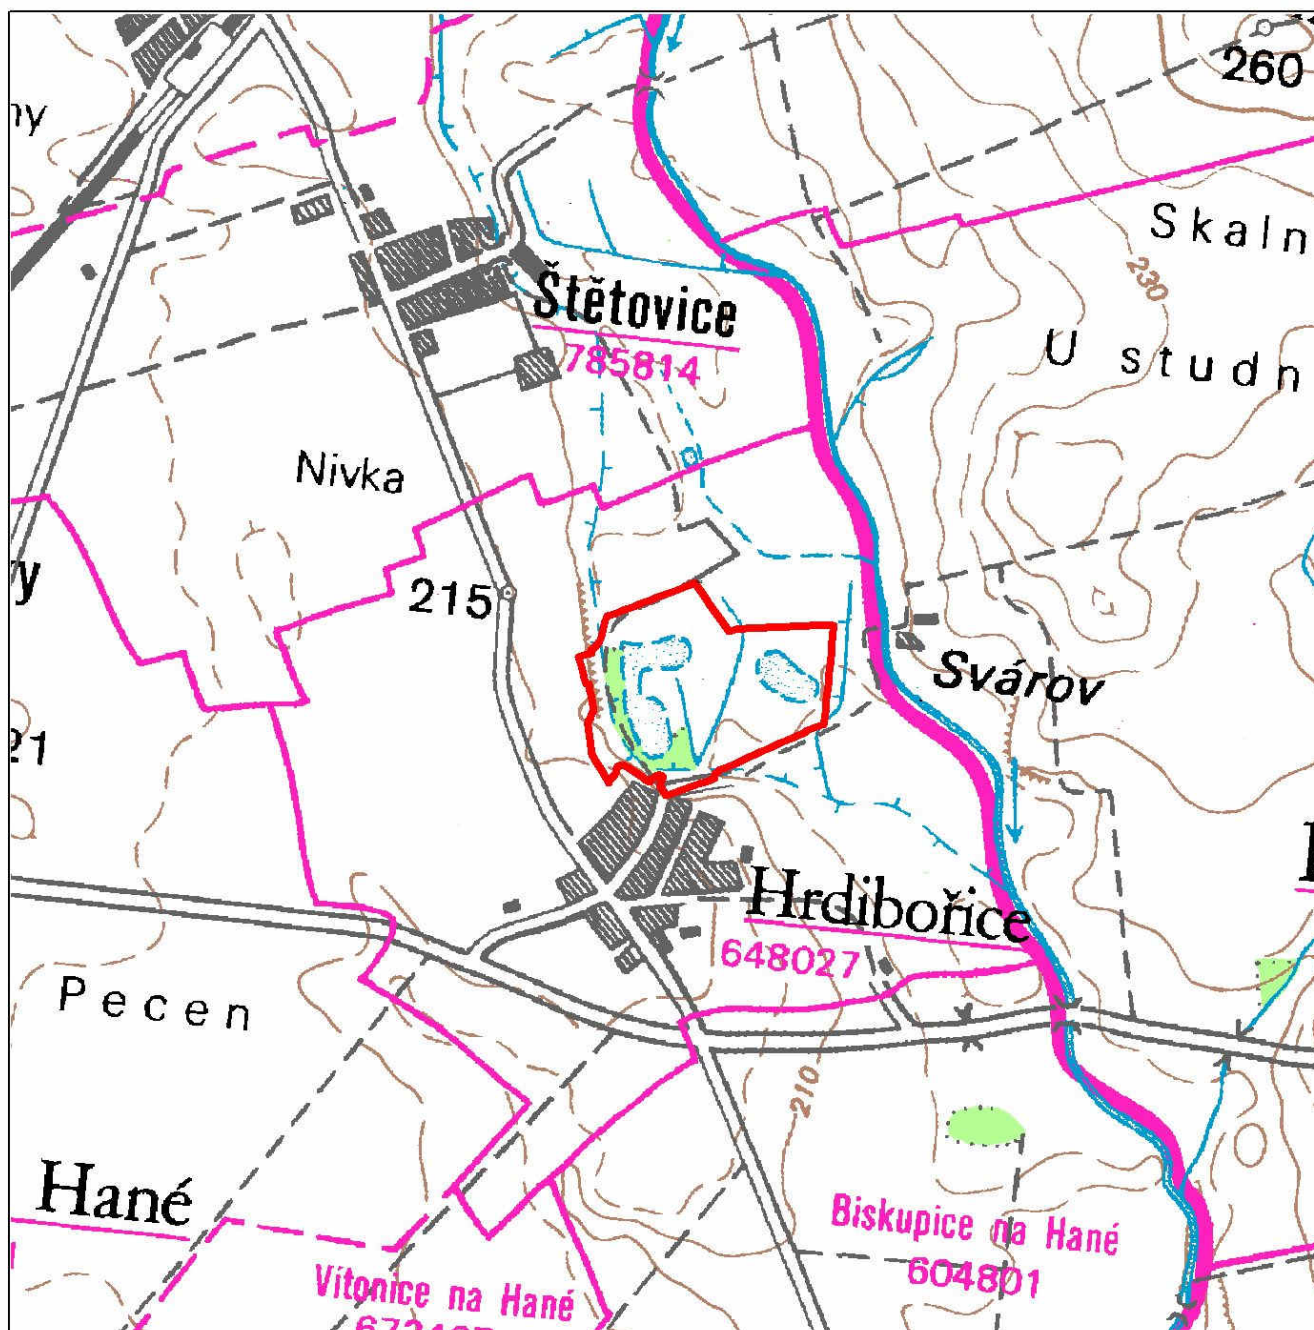 260
ny
Skaln
230
Štětovice
785814
U studn
Nivka
y
215
Svárov
21
Hrdibořice
648027
Pecen
210
Hané
Biskupice na Hané
604801
Vítonice na Hané